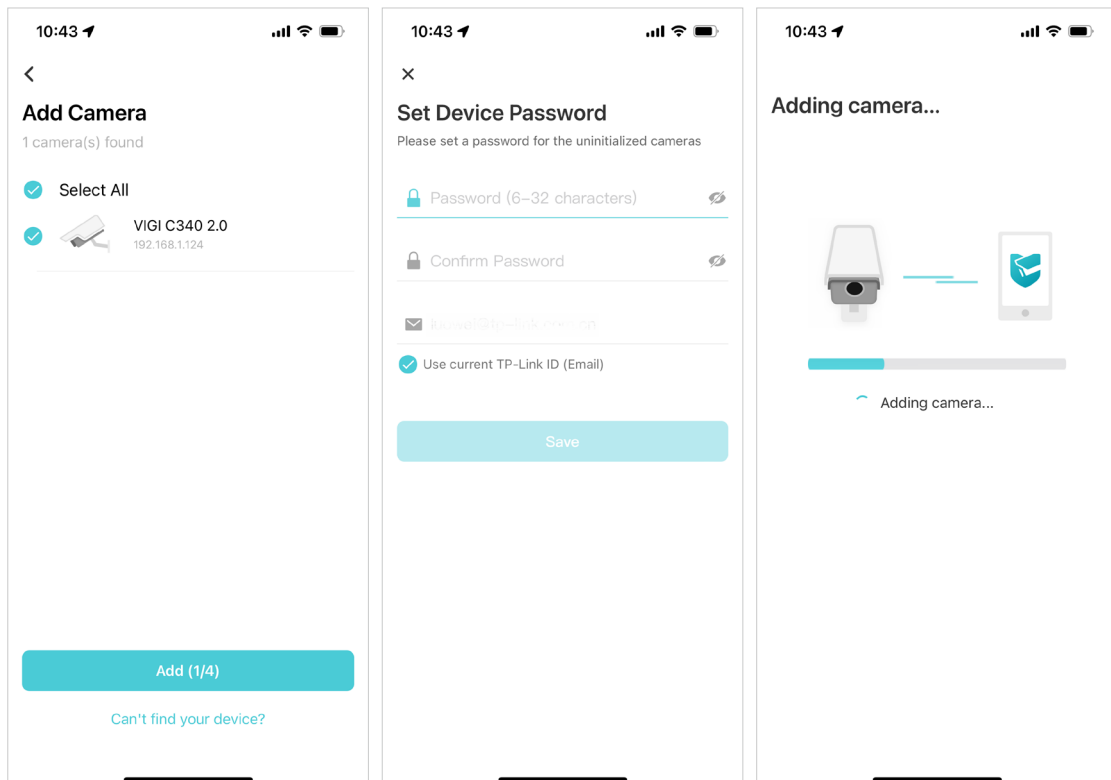 10:43
Add Camera
1 camera(s) found
Select All
VIGI C340 2.0
192.168.1.124
Add (1/4)
Can't find your device?
10:43
Set Device Password
Please set a password for the uninitialized cameras
Password (6–32 characters)
Confirm Password
Use current TP-Link ID (Email)
Save
10:43
Adding camera...
Adding camera...